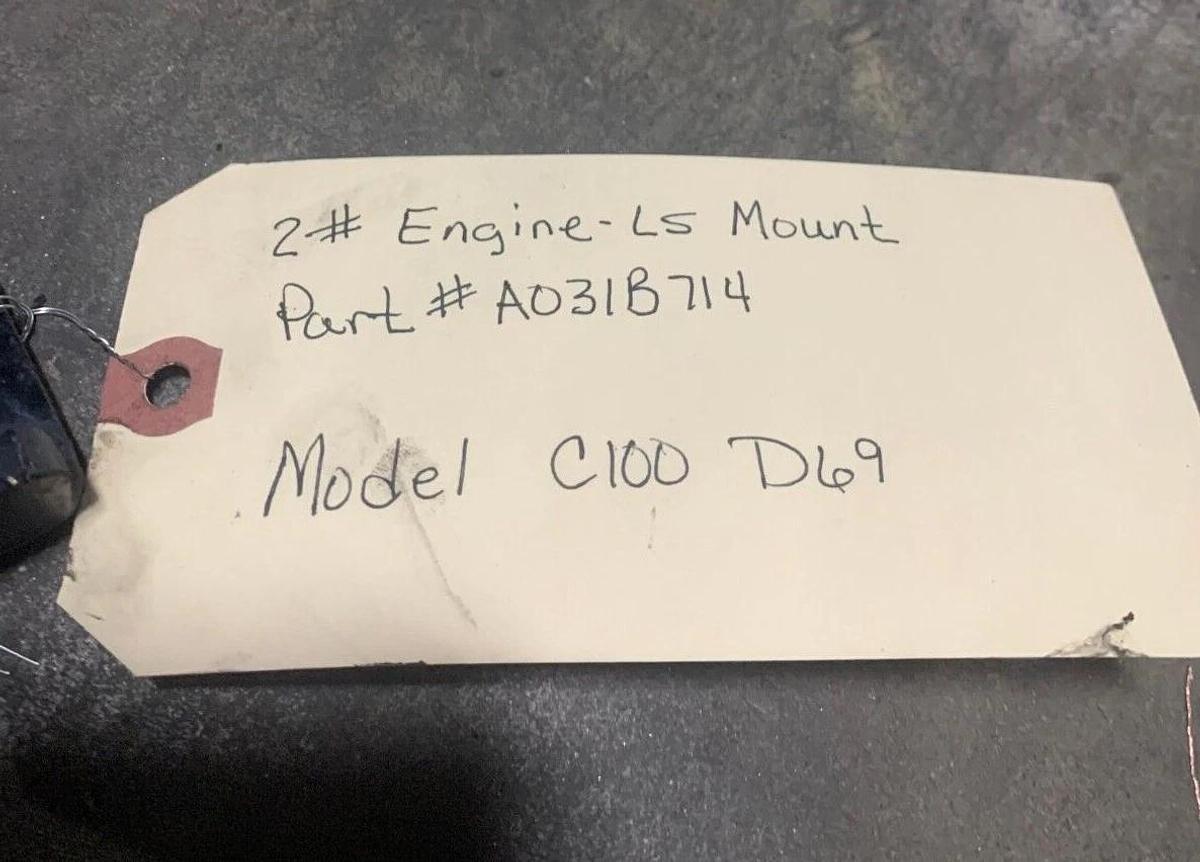 2# Engine-LS Mount
Part # A031B714
Model C100 D69